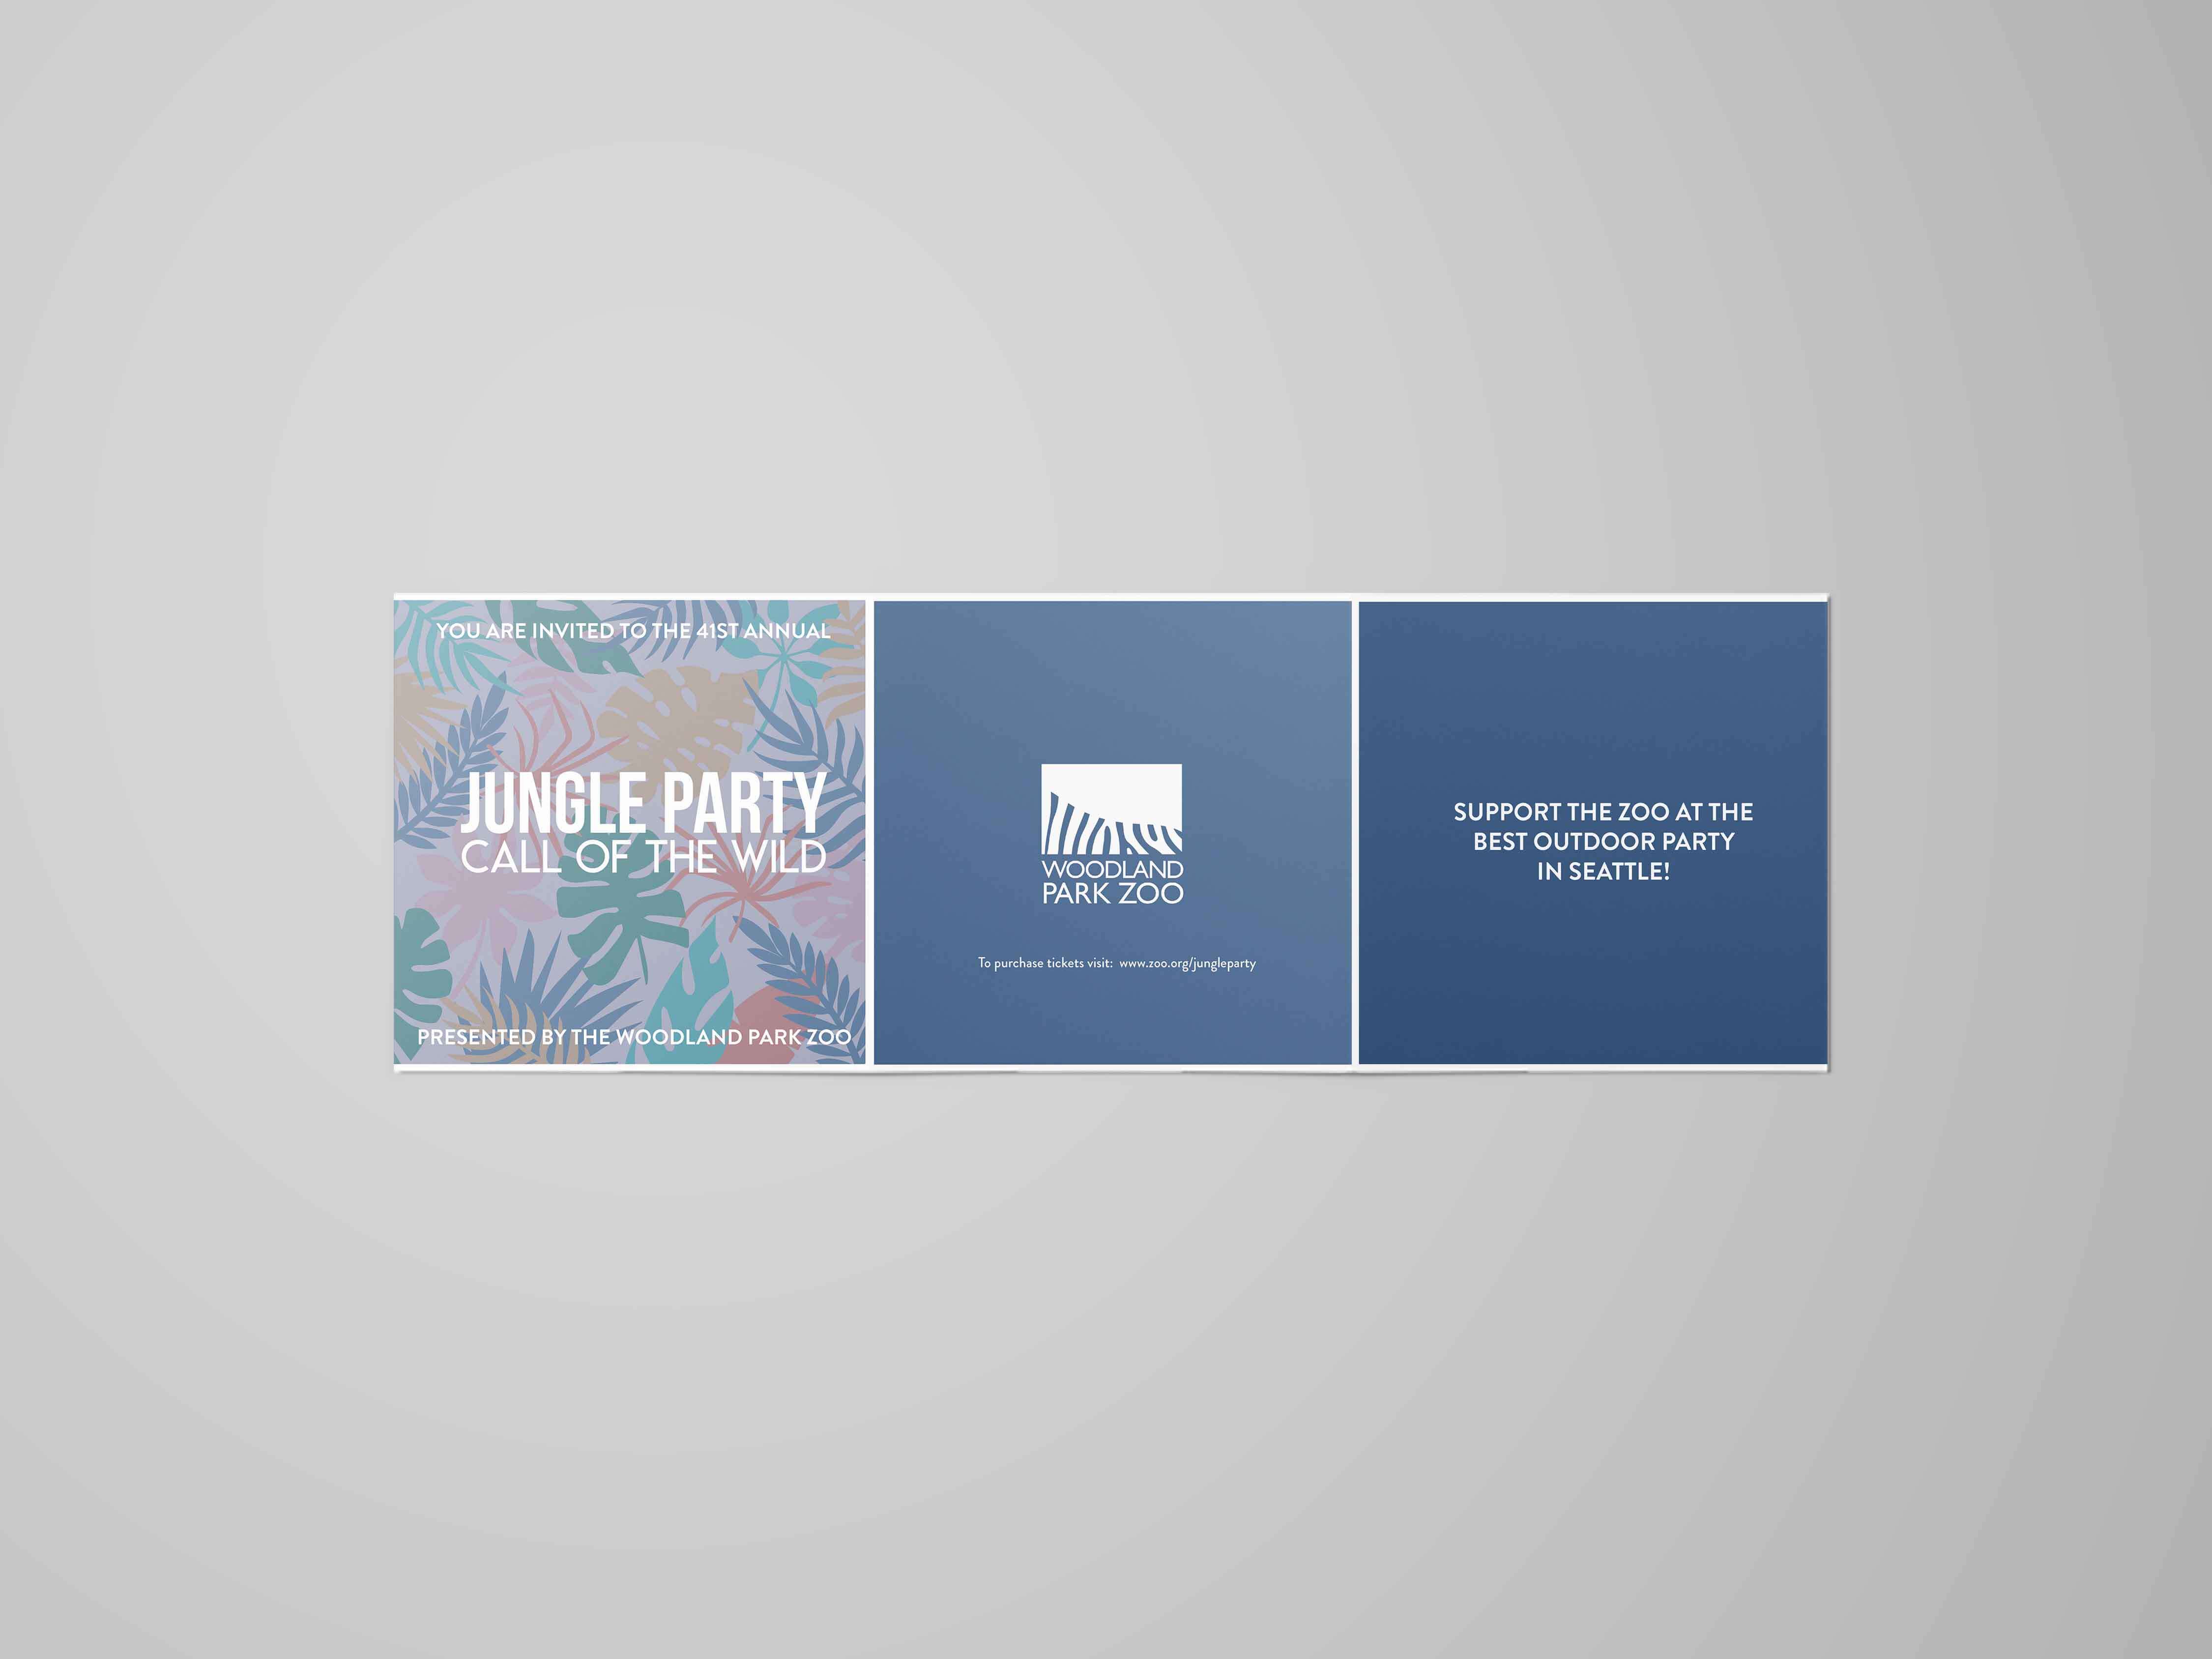 YOU ARE INVITED TO THE 41ST ANNUAL
JUNGLE PARTY
CALL OF THE WILD
PRESENTED BY THE WOODLAND PARK ZOO
WOODLAND
PARK ZOO
To purchase tickets visit: www.zoo.org/jungleparty
SUPPORT THE ZOO AT THE
BEST OUTDOOR PARTY
IN SEATTLE!